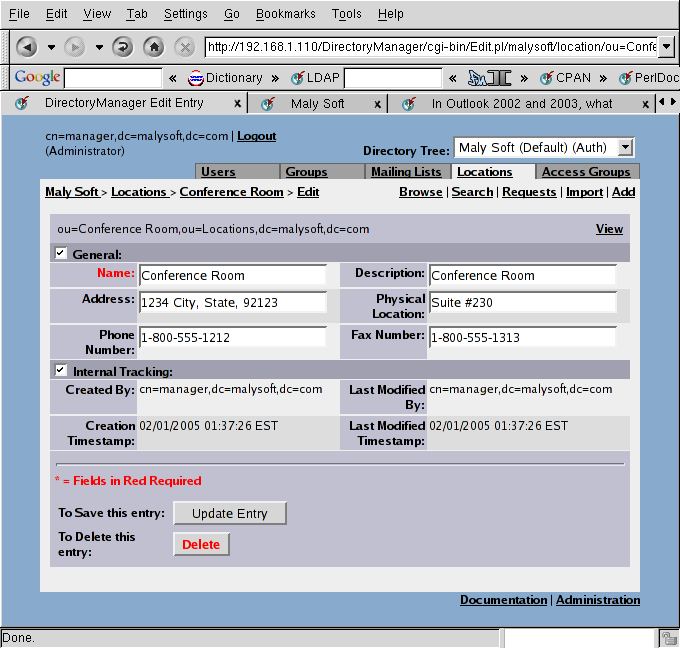 File Edit View Tab Settings Go Bookmarks Tools Help
http://192.168.1.110/DirectoryManager/cgi-bin/Edit.pl/malysoft/location/ou=Confe
Google « Dictionary » LDAP « » CPAN » PerlDoc
DirectoryManager Edit Entry x Maly Soft x In Outlook 2002 and 2003, what x
cn=manager,dc=malysoft,dc=com | Logout
(Administrator)
Directory Tree: Maly Soft (Default) (Auth)
Users Groups Mailing Lists Locations Access Groups
Maly Soft > Locations > Conference Room > Edit Browse | Search | Requests | Import | Add
ou=Conference Room,ou=Locations,dc=malysoft,dc=com View
General:
Name: Conference Room Description: Conference Room
Address: 1234 City, State, 92123 Physical Location: Suite #230
Phone Number: 1-800-555-1212 Fax Number: 1-800-555-1313
Internal Tracking:
Created By: cn=manager,dc=malysoft,dc=com Last Modified By: cn=manager,dc=malysoft,dc=com
Creation Timestamp: 02/01/2005 01:37:26 EST Last Modified Timestamp: 02/01/2005 01:37:26 EST
* = Fields in Red Required
To Save this entry: Update Entry
To Delete this entry: Delete
Documentation | Administration
Done.